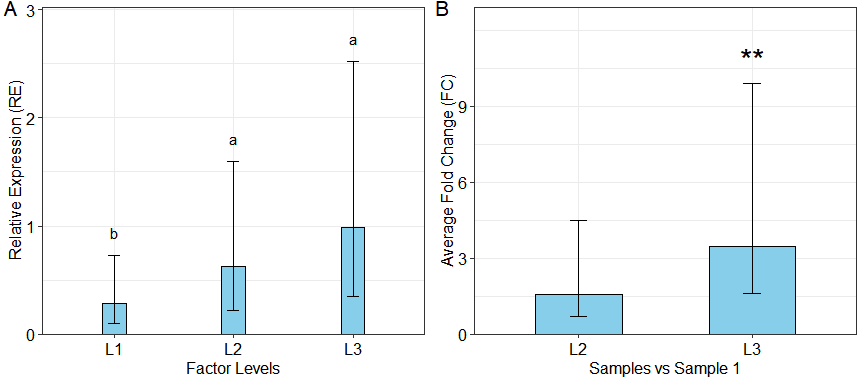 A
Relative Expression (RE)
3
2
1
0
b
a
a
L1
L2
L3
Factor Levels
B
Average Fold Change (FC)
9
6
3
0
**
L2
L3
Samples vs Sample 1